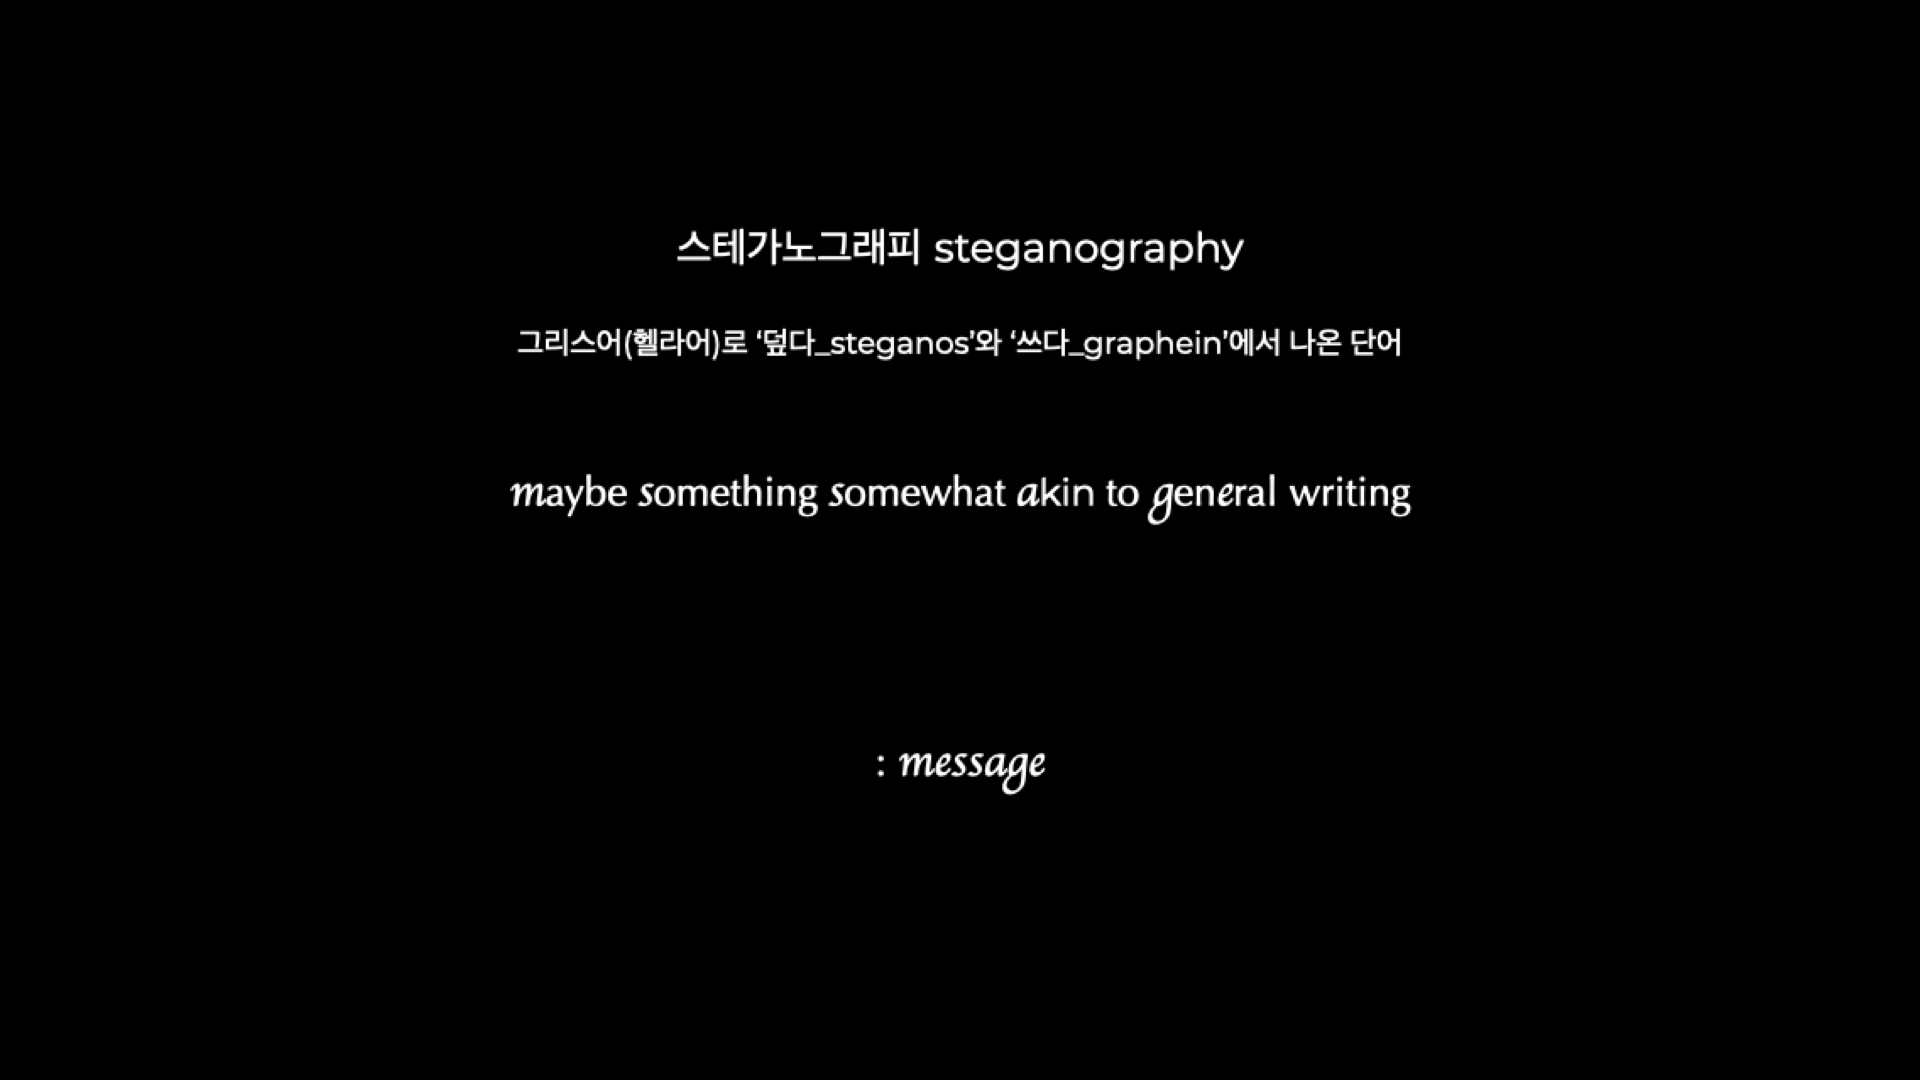 스테가노그래피 steganography
그리스어(헬라어)로 ‘덮다_steganos’와 ‘쓰다_graphein’에서 나온 단어
maybe something somewhat akin to general writing
: message